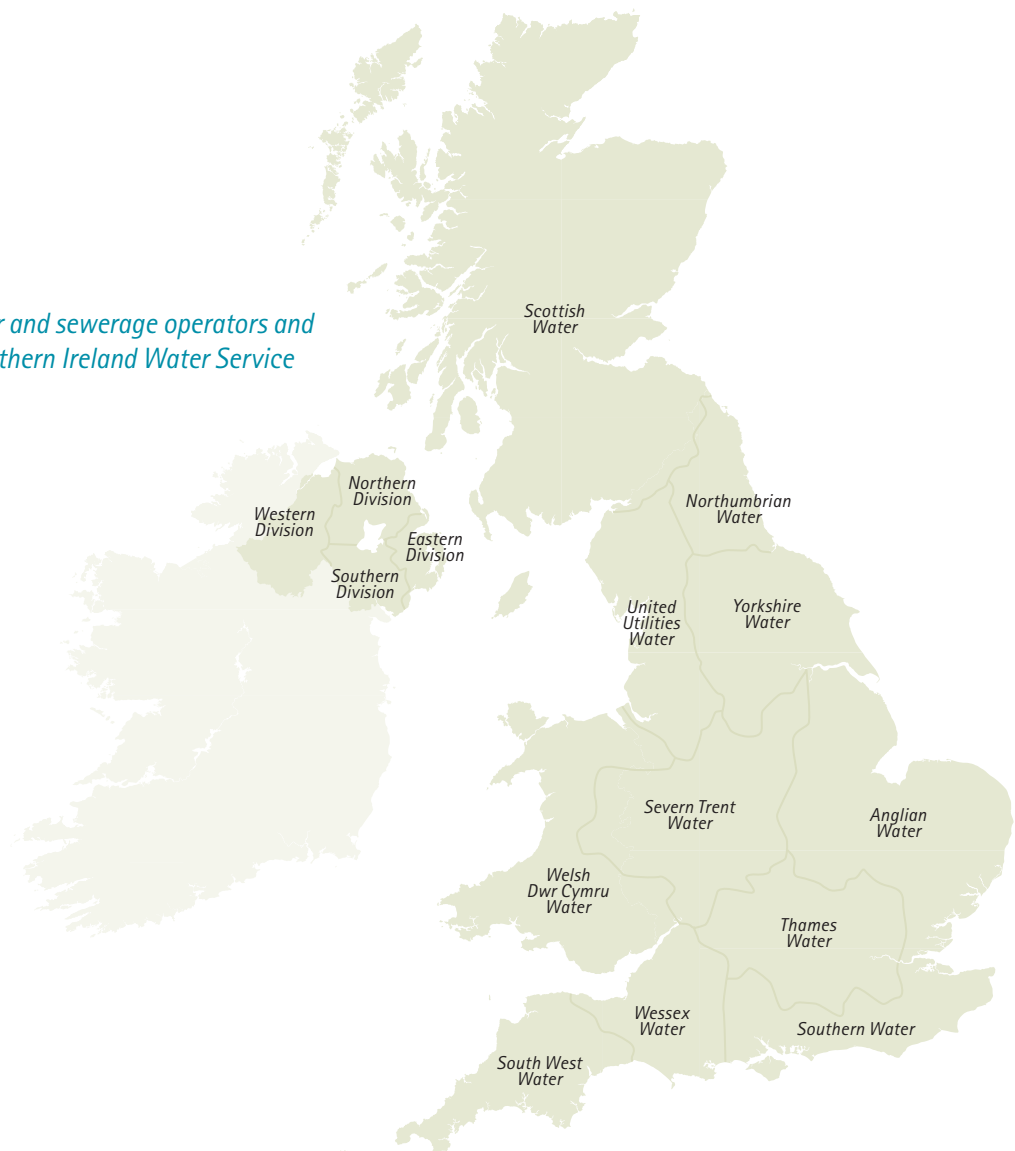 and sewerage operators and
Ireland Water Service
Scottish
Water
Northern
Division
Western
Division
Eastern
Division
Southern
Division
Northumbrian
Water
United
Utilities
Water
Yorkshire
Water
Severn Trent
Water
Anglian
Water
Welsh
Dwr Cymru
Water
Thames
Water
Wessex
Water
Southern Water
South West
Water